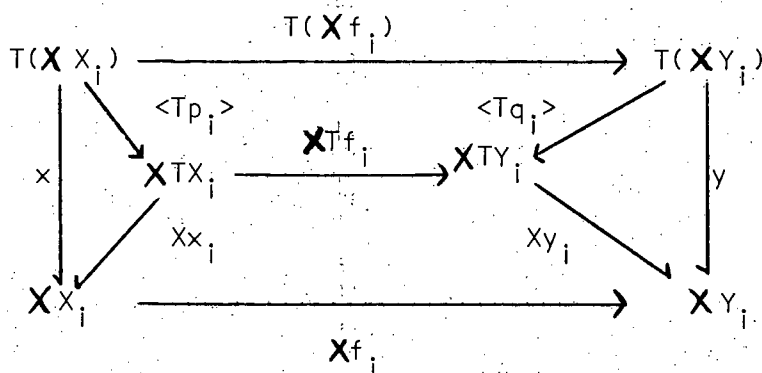 T(X f_i)
T(X X_i) T(X Y_i)
<Tp_i> <Tq_i>
X Tf_i
x X TX_i X TY_i y
Xx_i Xy_i
X X_i X Y_i
X f_i